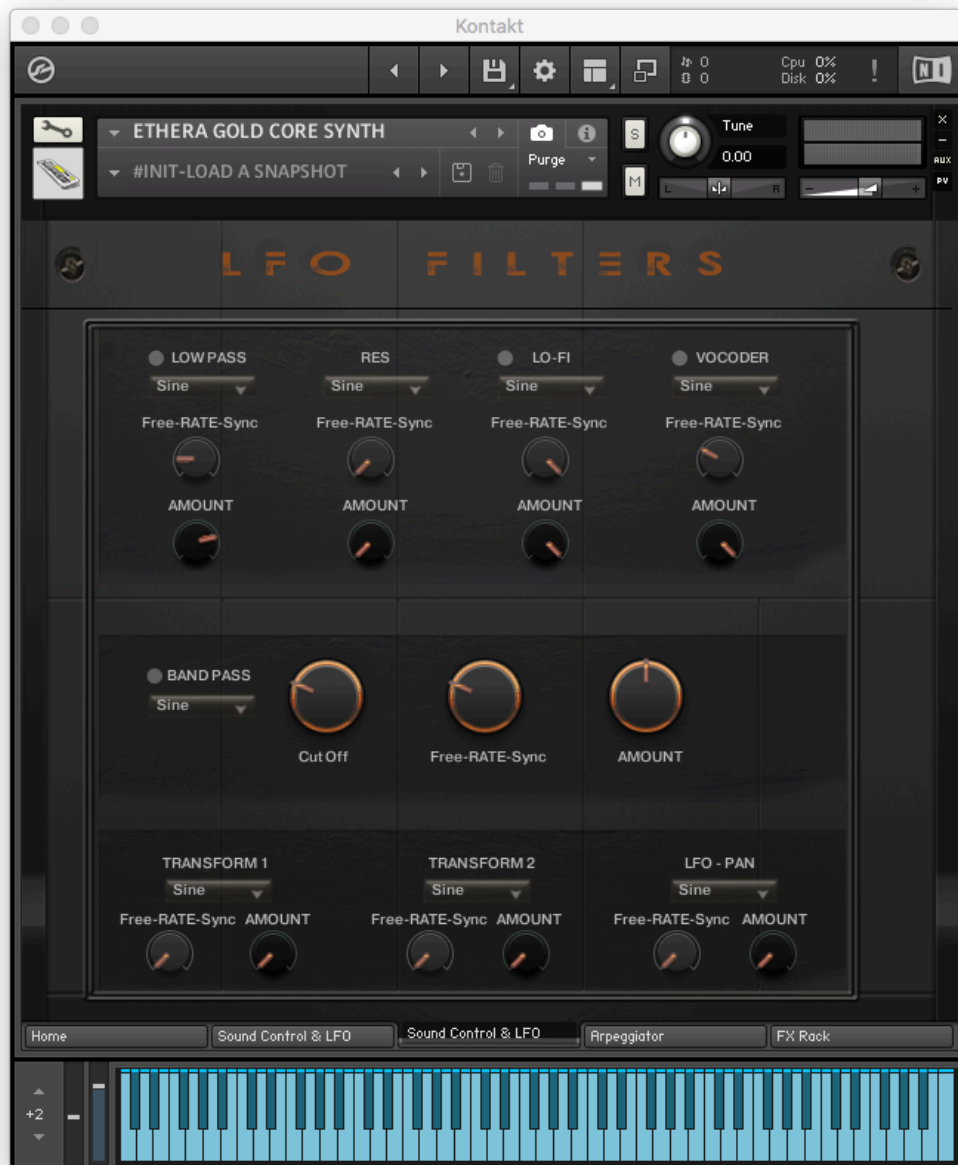 Kontakt
0
0
Cpu 0%
Disk 0%
!
NI
ETHERA GOLD CORE SYNTH
i
#INIT-LOAD A SNAPSHOT
Purge
S
M
Tune
0.00
L
R
-
+
×
-
AUX
PV
LFO FILTERS
LOW PASS
RES
LO-FI
VOCODER
Sine
Sine
Sine
Sine
Free-RATE-Sync
Free-RATE-Sync
Free-RATE-Sync
Free-RATE-Sync
AMOUNT
AMOUNT
AMOUNT
AMOUNT
BAND PASS
Sine
Cut Off
Free-RATE-Sync
AMOUNT
TRANSFORM 1
TRANSFORM 2
LFO - PAN
Sine
Sine
Sine
Free-RATE-Sync AMOUNT
Free-RATE-Sync AMOUNT
Free-RATE-Sync AMOUNT
Home
Sound Control & LFO
Sound Control & LFO
Arpeggiator
FX Rack
+2